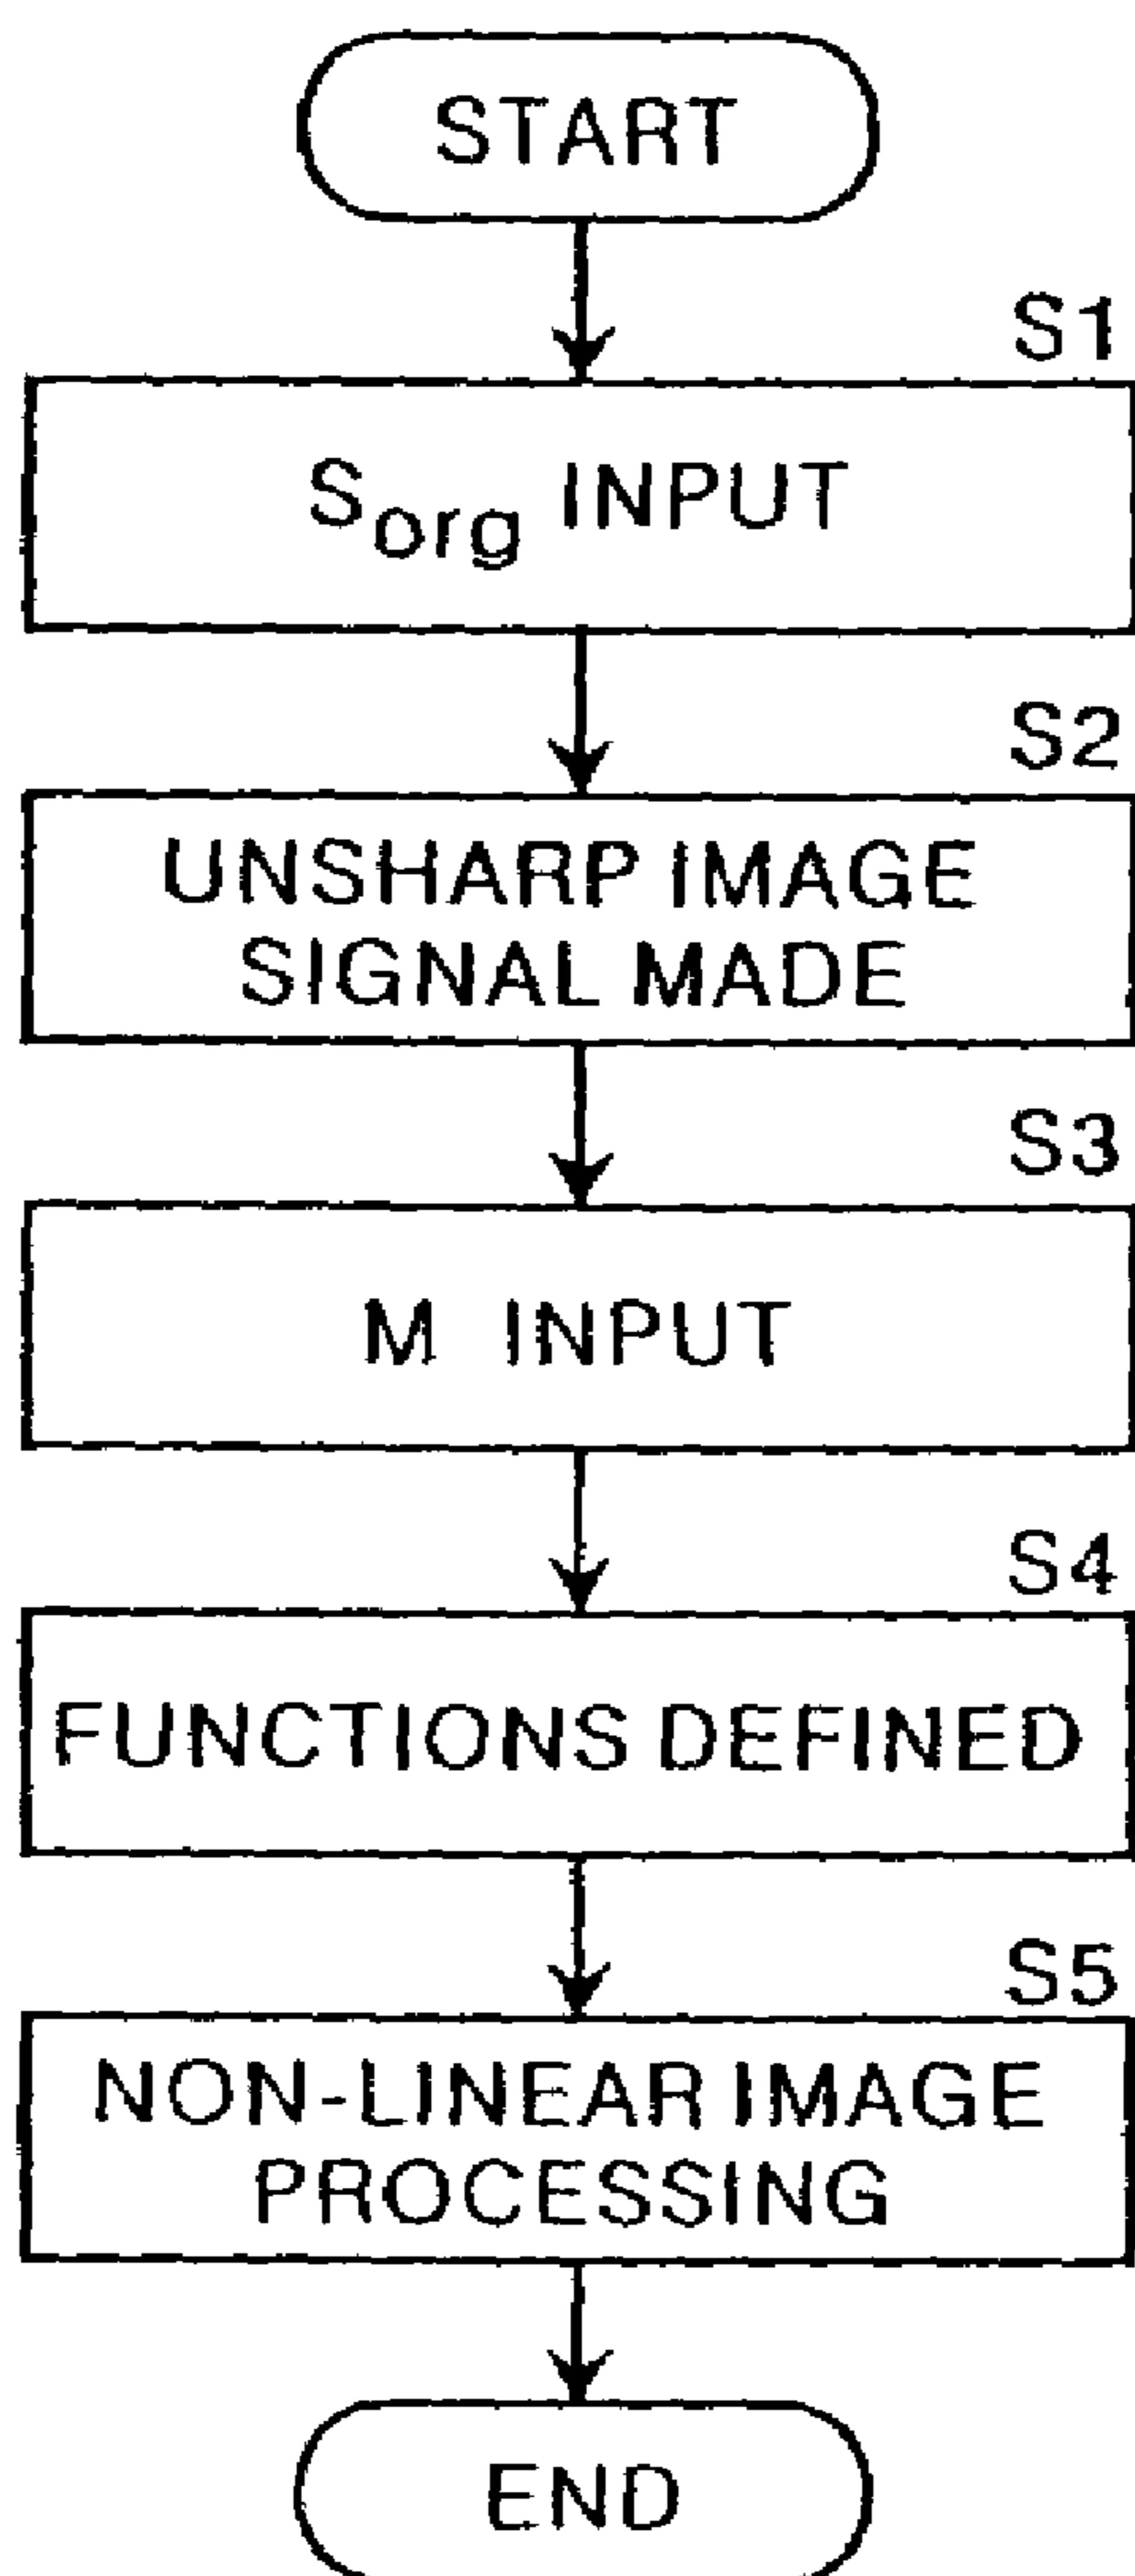 START
S1
Sorg INPUT
S2
UNSHARP IMAGE
SIGNAL MADE
S3
M INPUT
S4
FUNCTIONS DEFINED
S5
NON-LINEAR IMAGE
PROCESSING
END